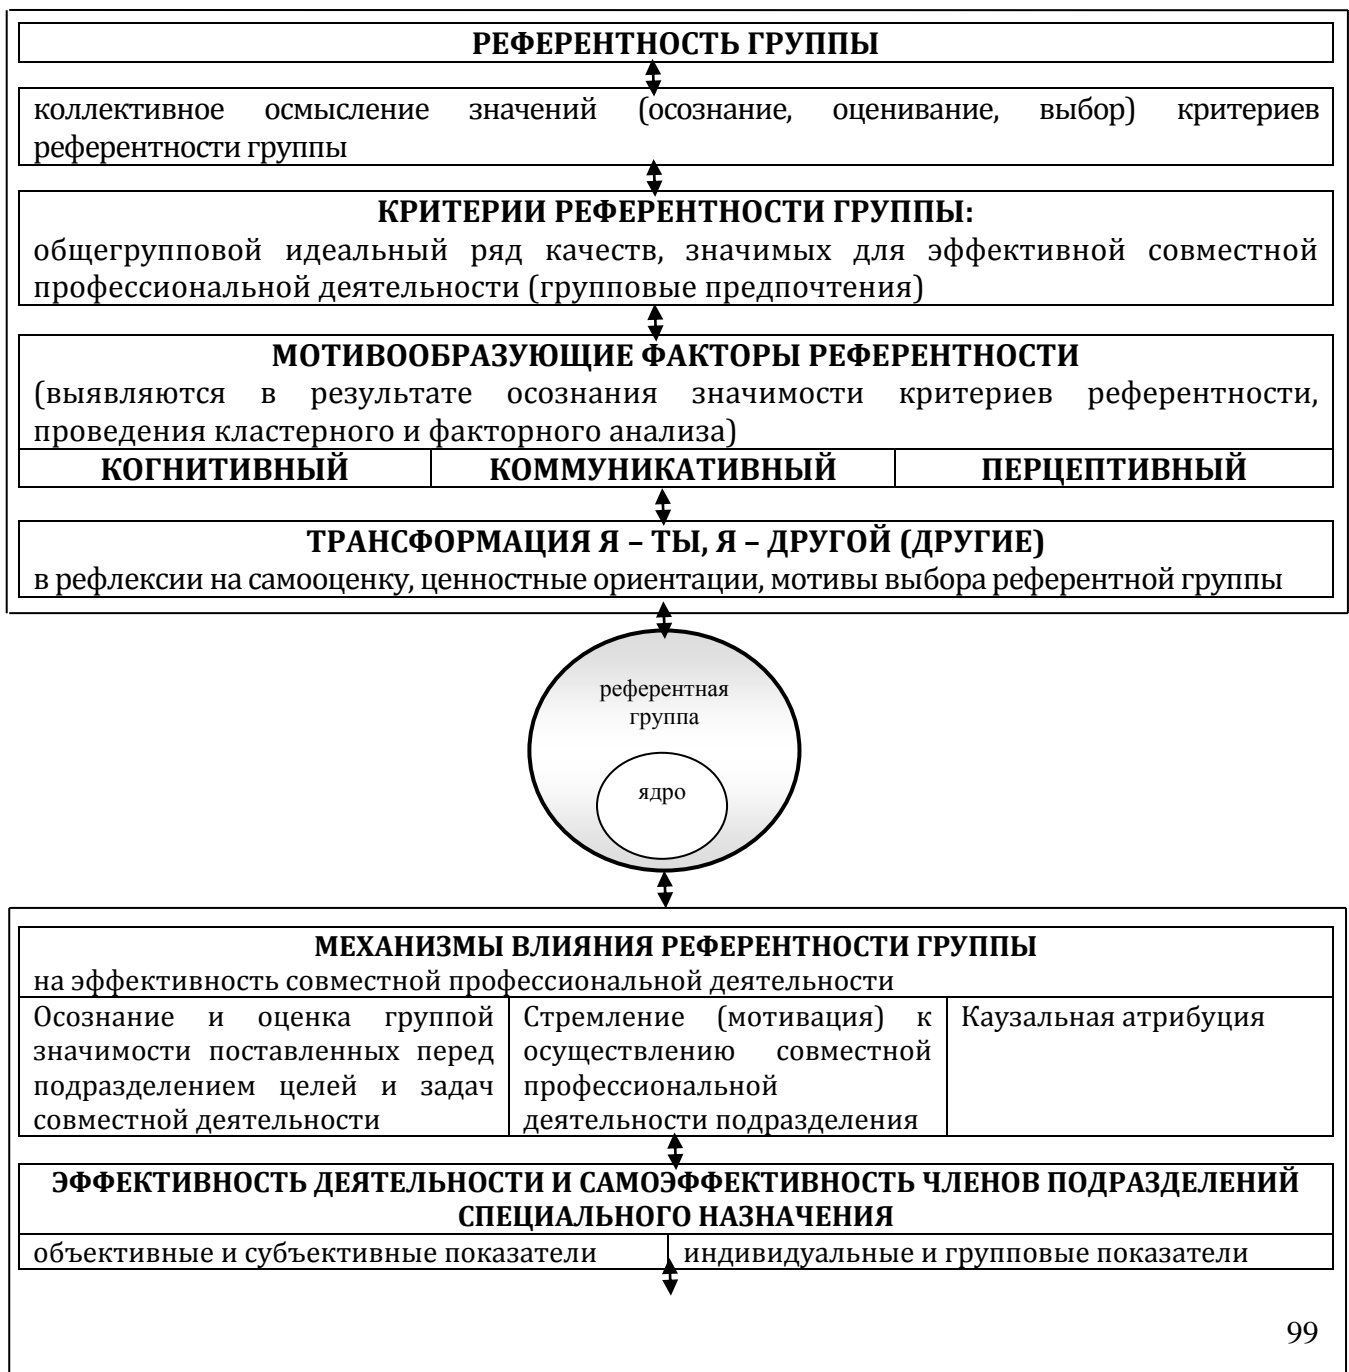 РЕФЕРЕНТНОСТЬ ГРУППЫ
коллективное осмысление значений (осознание, оценивание, выбор) критериев
референтности группы
КРИТЕРИИ РЕФЕРЕНТНОСТИ ГРУППЫ:
общегрупповой идеальный ряд качеств, значимых для эффективной совместной
профессиональной деятельности (групповые предпочтения)
МОТИВООБРАЗУЮЩИЕ ФАКТОРЫ РЕФЕРЕНТНОСТИ
(выявляются в результате осознания значимости критериев референтности,
проведения кластерного и факторного анализа)
КОГНИТИВНЫЙ
КОММУНИКАТИВНЫЙ
ПЕРЦЕПТИВНЫЙ
ТРАНСФОРМАЦИЯ Я – ТЫ, Я – ДРУГОЙ (ДРУГИЕ)
в рефлексии на самооценку, ценностные ориентации, мотивы выбора референтной группы
референтная
группа
ядро
МЕХАНИЗМЫ ВЛИЯНИЯ РЕФЕРЕНТНОСТИ ГРУППЫ
на эффективность совместной профессиональной деятельности
Осознание и оценка группой
значимости поставленных перед
подразделением целей и задач
совместной деятельности
Стремление (мотивация) к
осуществлению совместной
профессиональной
деятельности подразделения
Каузальная атрибуция
ЭФФЕКТИВНОСТЬ ДЕЯТЕЛЬНОСТИ И САМОЭФФЕКТИВНОСТЬ ЧЛЕНОВ ПОДРАЗДЕЛЕНИЙ
СПЕЦИАЛЬНОГО НАЗНАЧЕНИЯ
объективные и субъективные показатели
индивидуальные и групповые показатели
99